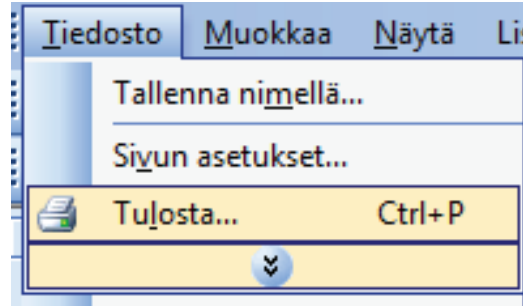 Tiedosto Muokkaa Näytä
Tallenna nimellä...
Sivun asetukset...
Tulosta... Ctrl+P